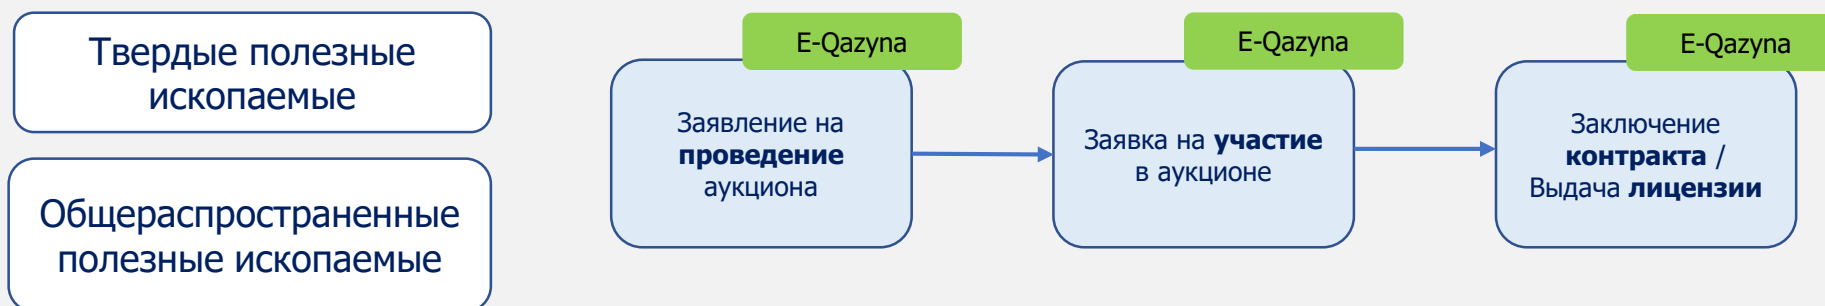 Твердые полезные
ископаемые
Общераспространенные
полезные ископаемые
E-Qazyna
Заявление на
проведение
аукциона
E-Qazyna
Заявка на участие
в аукционе
E-Qazyna
Заключение
контракта /
Выдача лицензии